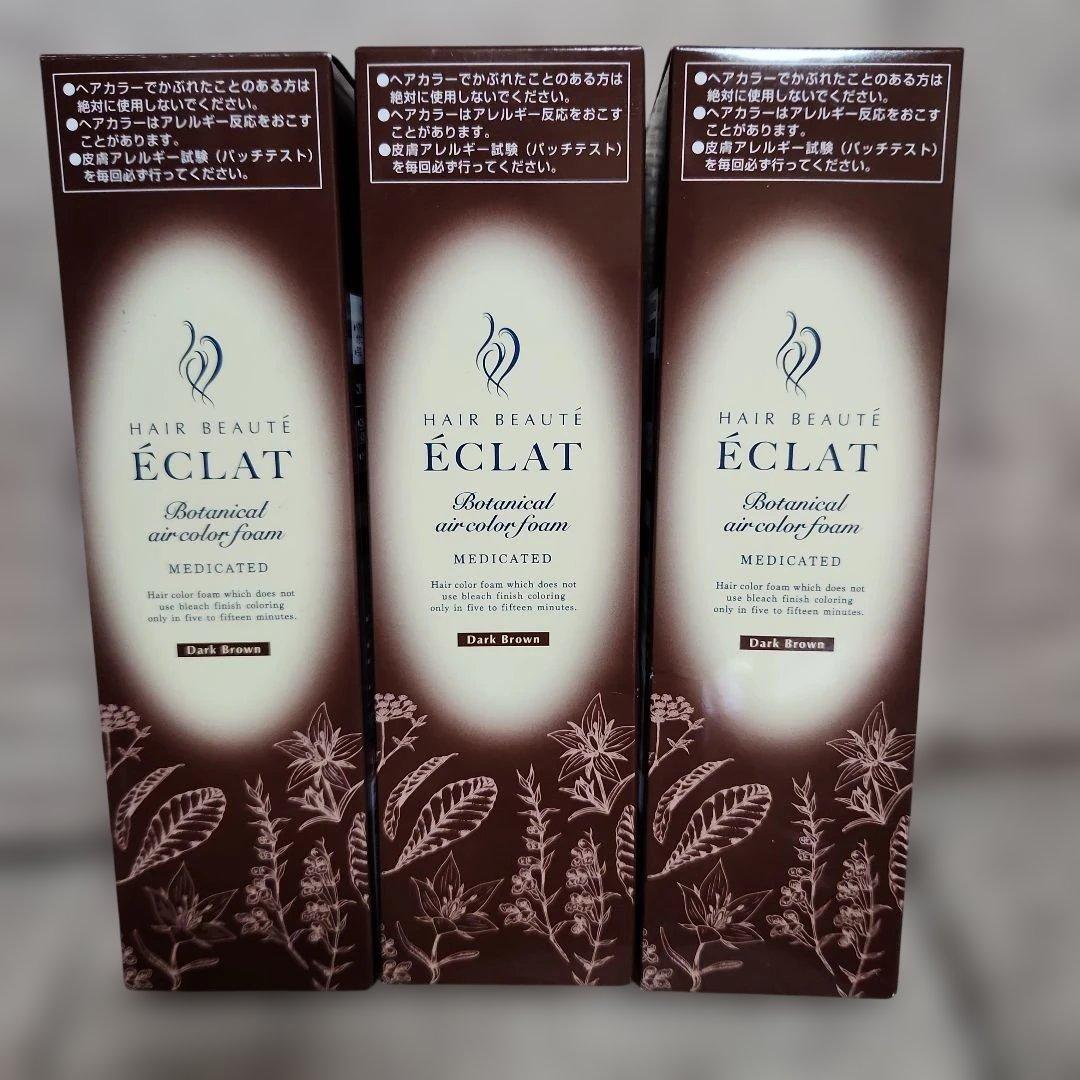 ●ヘアカラーでかぶれたことのある方は
絶対に使用しないでください。
●ヘアカラーはアレルギー反応をおこす
ことがあります。
●皮膚アレルギー試験（パッチテスト）
を毎回必ず行ってください。
HAIR BEAUTÉ
ÉCLAT
Botanical
air color foam
MEDICATED
Hair color foam which does not
use bleach finish coloring
only in five to fifteen minutes.
Dark Brown
●ヘアカラーでかぶれたことのある方は
絶対に使用しないでください。
●ヘアカラーはアレルギー反応をおこす
ことがあります。
●皮膚アレルギー試験（パッチテスト）
を毎回必ず行ってください。
HAIR BEAUTÉ
ÉCLAT
Botanical
air color foam
MEDICATED
Hair color foam which does not
use bleach finish coloring
only in five to fifteen minutes.
Dark Brown
●ヘアカラーでかぶれたことのある方は
絶対に使用しないでください。
●ヘアカラーはアレルギー反応をおこす
ことがあります。
●皮膚アレルギー試験（パッチテスト）
を毎回必ず行ってください。
HAIR BEAUTÉ
ÉCLAT
Botanical
air color foam
MEDICATED
Hair color foam which does not
use bleach finish coloring
only in five to fifteen minutes.
Dark Brown